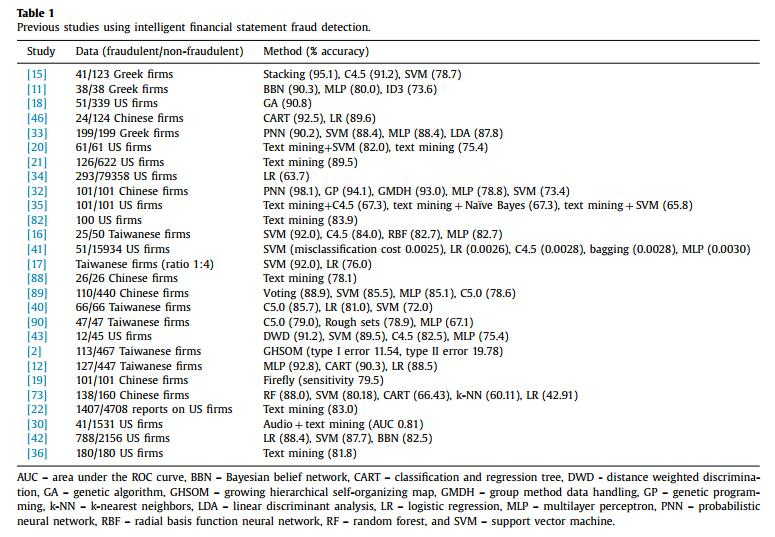 Table 1
Previous studies using intelligent financial statement fraud detection.
Study Data (fraudulent/non-fraudulent) Method (% accuracy)
[15] 41/123 Greek firms Stacking (95.1), C4.5 (91.2), SVM (78.7)
[11] 38/38 Greek firms BBN (90.3), MLP (80.0), ID3 (73.6)
[18] 51/339 US firms GA (90.8)
[46] 24/124 Chinese firms CART (92.5), LR (89.6)
[33] 199/199 Greek firms PNN (90.2), SVM (88.4), MLP (88.4), LDA (87.8)
[20] 61/61 US firms Text mining+SVM (82.0), text mining (75.4)
[21] 126/622 US firms Text mining (89.5)
[34] 293/79358 US firms LR (63.7)
[32] 101/101 Chinese firms PNN (98.1), GP (94.1), GMDH (93.0), MLP (78.8), SVM (73.4)
[35] 101/101 US firms Text mining+C4.5 (67.3), text mining + Naïve Bayes (67.3), text mining + SVM (65.8)
[82] 100 US firms Text mining (83.9)
[16] 25/50 Taiwanese firms SVM (92.0), C4.5 (84.0), RBF (82.7), MLP (82.7)
[41] 51/15934 US firms SVM (misclassification cost 0.0025), LR (0.0026), C4.5 (0.0028), bagging (0.0028), MLP (0.0030)
[17] Taiwanese firms (ratio 1:4) SVM (92.0), LR (76.0)
[88] 26/26 Chinese firms Text mining (78.1)
[89] 110/440 Chinese firms Voting (88.9), SVM (85.5), MLP (85.1), C5.0 (78.6)
[40] 66/66 Taiwanese firms C5.0 (85.7), LR (81.0), SVM (72.0)
[90] 47/47 Taiwanese firms C5.0 (79.0), Rough sets (78.9), MLP (67.1)
[43] 12/45 US firms DWD (91.2), SVM (89.5), C4.5 (82.5), MLP (75.4)
[2] 113/467 Taiwanese firms GHSOM (type I error 11.54, type II error 19.78)
[12] 127/447 Taiwanese firms MLP (92.8), CART (90.3), LR (88.5)
[19] 101/101 Chinese firms Firefly (sensitivity 79.5)
[73] 138/160 Chinese firms RF (88.0), SVM (80.18), CART (66.43), k-NN (60.11), LR (42.91)
[22] 1407/4708 reports on US firms Text mining (83.0)
[30] 41/1531 US firms Audio + text mining (AUC 0.81)
[42] 788/2156 US firms LR (88.4), SVM (87.7), BBN (82.5)
[36] 180/180 US firms Text mining (81.8)
AUC – area under the ROC curve, BBN – Bayesian belief network, CART – classification and regression tree, DWD – distance weighted discrimina-
tion, GA – genetic algorithm, GHSOM – growing hierarchical self-organizing map, GMDH – group method data handling, GP – genetic program-
ming, k-NN – k-nearest neighbors, LDA – linear discriminant analysis, LR – logistic regression, MLP – multilayer perceptron, PNN – probabilistic
neural network, RBF – radial basis function neural network, RF – random forest, and SVM – support vector machine.